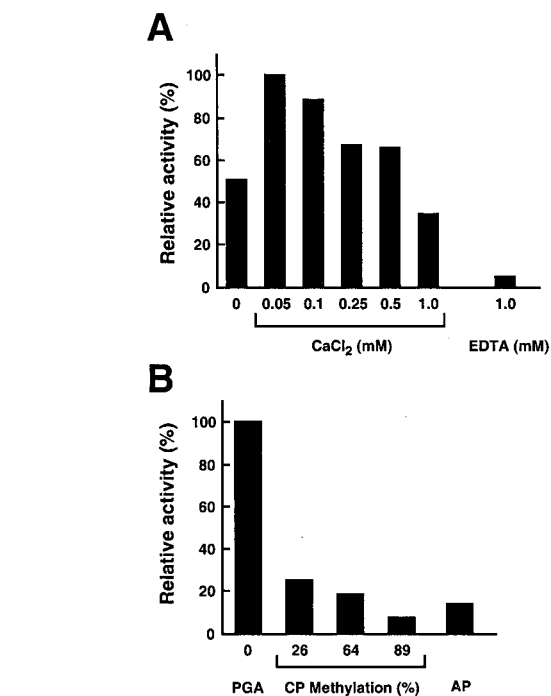 A
Relative activity (%)
100
80
60
40
20
0
0 0.05 0.1 0.25 0.5 1.0 1.0
CaCl2 (mM) EDTA (mM)
B
Relative activity (%)
100
80
60
40
20
0
0 26 64 89
PGA CP Methylation (%) AP